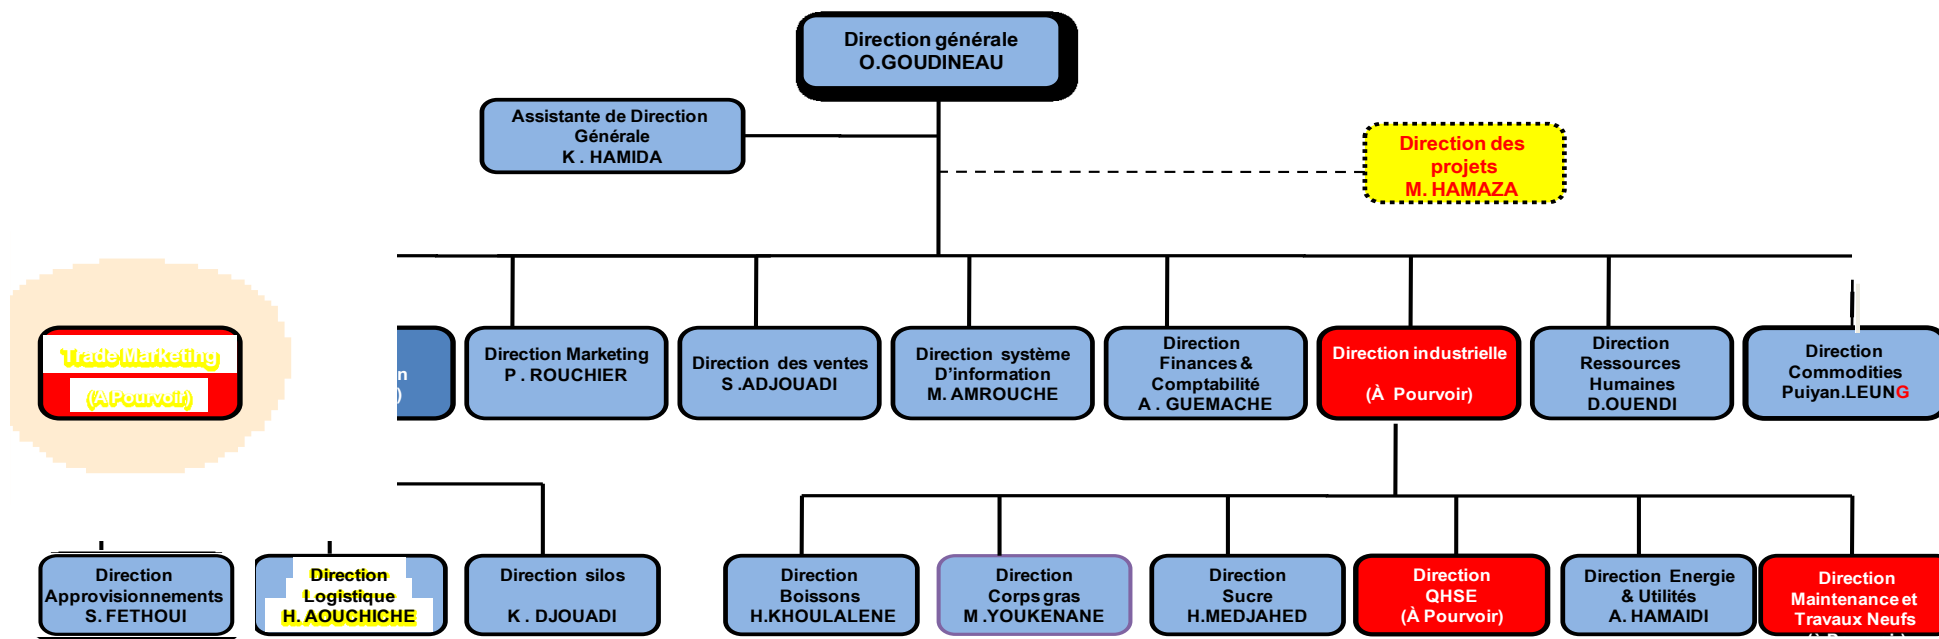 Direction générale
O.GOUDINEAU
Assistante de Direction
Générale
K . HAMIDA
Direction des
projets
M. HAMAZA
Trade Marketing
(A Pourvoir)
n
)
Direction Marketing
P . ROUCHIER
Direction des ventes
S .ADJOUADI
Direction système
D'information
M. AMROUCHE
Direction
Finances &
Comptabilité
A . GUEMACHE
Direction industrielle
(À Pourvoir)
Direction
Ressources
Humaines
D.OUENDI
Direction
Commodities
Puiyan.LEUNG
Direction
Approvisionnements
S. FETHOUI
Direction
Logistique
H. AOUCHICHE
Direction silos
K . DJOUADI
Direction
Boissons
H.KHOULALENE
Direction
Corps gras
M .YOUKENANE
Direction
Sucre
H.MEDJAHED
Direction
QHSE
(À Pourvoir)
Direction Energie
& Utilités
A. HAMAIDI
Direction
Maintenance et
Travaux Neufs
(à Pourvoir)